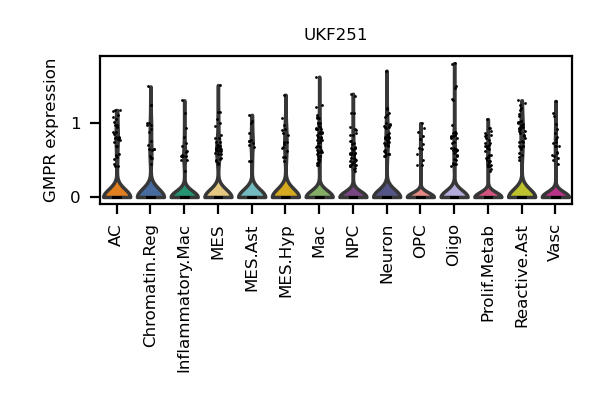 UKF251
GMPR expression
1
0
AC
Chromatin.Reg
Inflammatory.Mac
MES
MES.Ast
MES.Hyp
Mac
NPC
Neuron
OPC
Oligo
Prolif.Metab
Reactive.Ast
Vasc